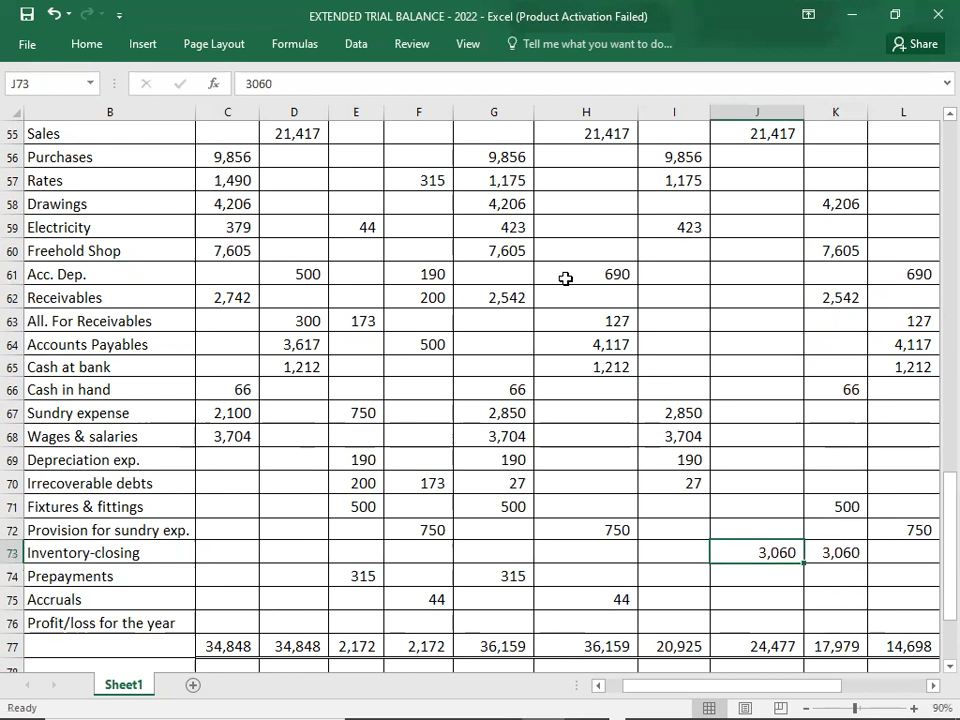 EXTENDED TRIAL BALANCE - 2022 - Excel (Product Activation Failed)
File Home Insert Page Layout Formulas Data Review View Tell me what you want to do... Share
J73 fx 3060
B C D E F G H I J K L
55 Sales 21,417 21,417 21,417
56 Purchases 9,856 9,856 9,856
57 Rates 1,490 315 1,175 1,175
58 Drawings 4,206 4,206 4,206
59 Electricity 379 44 423 423
60 Freehold Shop 7,605 7,605 7,605
61 Acc. Dep. 500 190 690 690
62 Receivables 2,742 200 2,542 2,542
63 All. For Receivables 300 173 127 127
64 Accounts Payables 3,617 500 4,117 4,117
65 Cash at bank 1,212 1,212 1,212
66 Cash in hand 66 66 66
67 Sundry expense 2,100 750 2,850 2,850
68 Wages & salaries 3,704 3,704 3,704
69 Depreciation exp. 190 190 190
70 Irrecoverable debts 200 173 27 27
71 Fixtures & fittings 500 500 500
72 Provision for sundry exp. 750 750 750
73 Inventory-closing 3,060 3,060
74 Prepayments 315 315
75 Accruals 44 44
76 Profit/loss for the year
77 34,848 34,848 2,172 2,172 36,159 36,159 20,925 24,477 17,979 14,698
78
Sheet1
Ready 90%